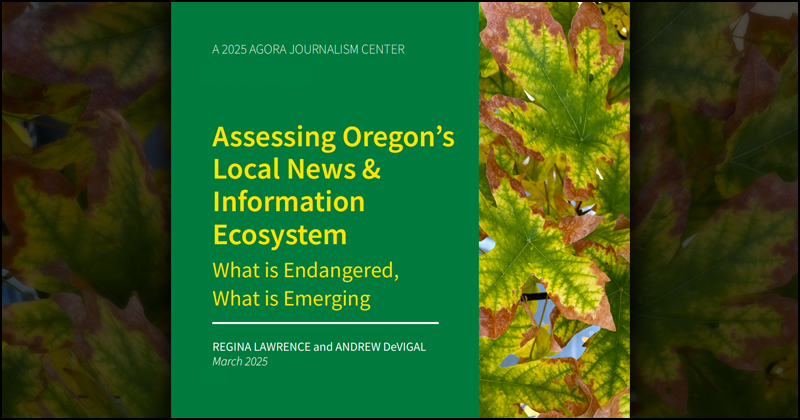 A 2025 AGORA JOURNALISM CENTER
Assessing Oregon’s
Local News &
Information
Ecosystem
What is Endangered,
What is Emerging
REGINA LAWRENCE and ANDREW DeVIGAL
March 2025